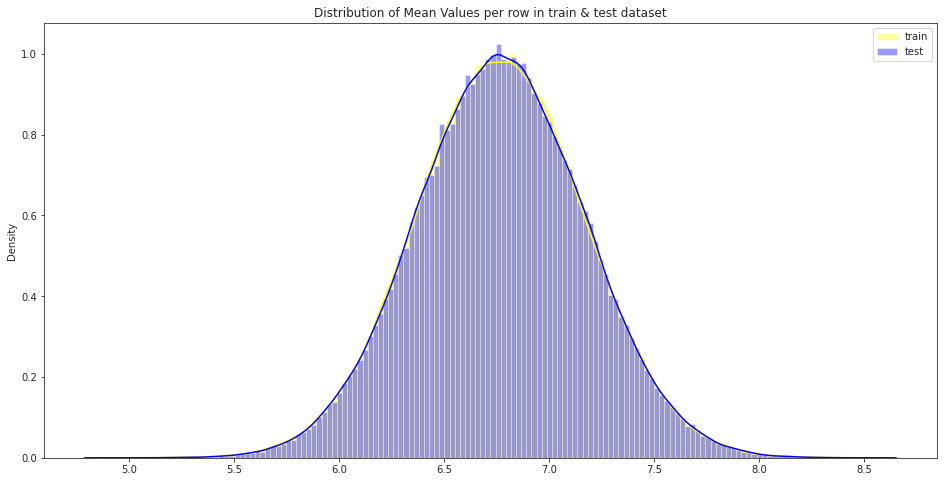 Distribution of Mean Values per row in train & test dataset
train
test
1.0
0.8
0.6
0.4
0.2
0.0
Density
5.0 5.5 6.0 6.5 7.0 7.5 8.0 8.5